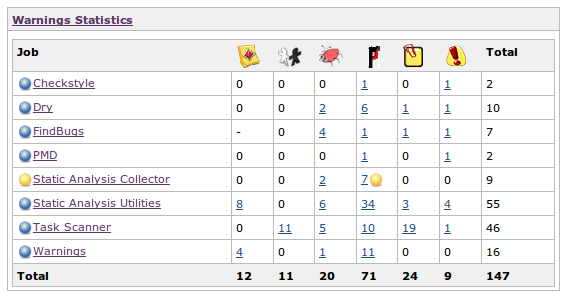 Warnings Statistics
Job Total
Checkstyle 0 0 0 1 0 1 2
Dry 0 0 2 6 1 1 10
FindBugs - 0 4 1 1 1 7
PMD 0 0 0 1 0 1 2
Static Analysis Collector 0 0 2 7 0 0 9
Static Analysis Utilities 8 0 6 34 3 4 55
Task Scanner 0 11 5 10 19 1 46
Warnings 4 0 1 11 0 0 16
Total 12 11 20 71 24 9 147